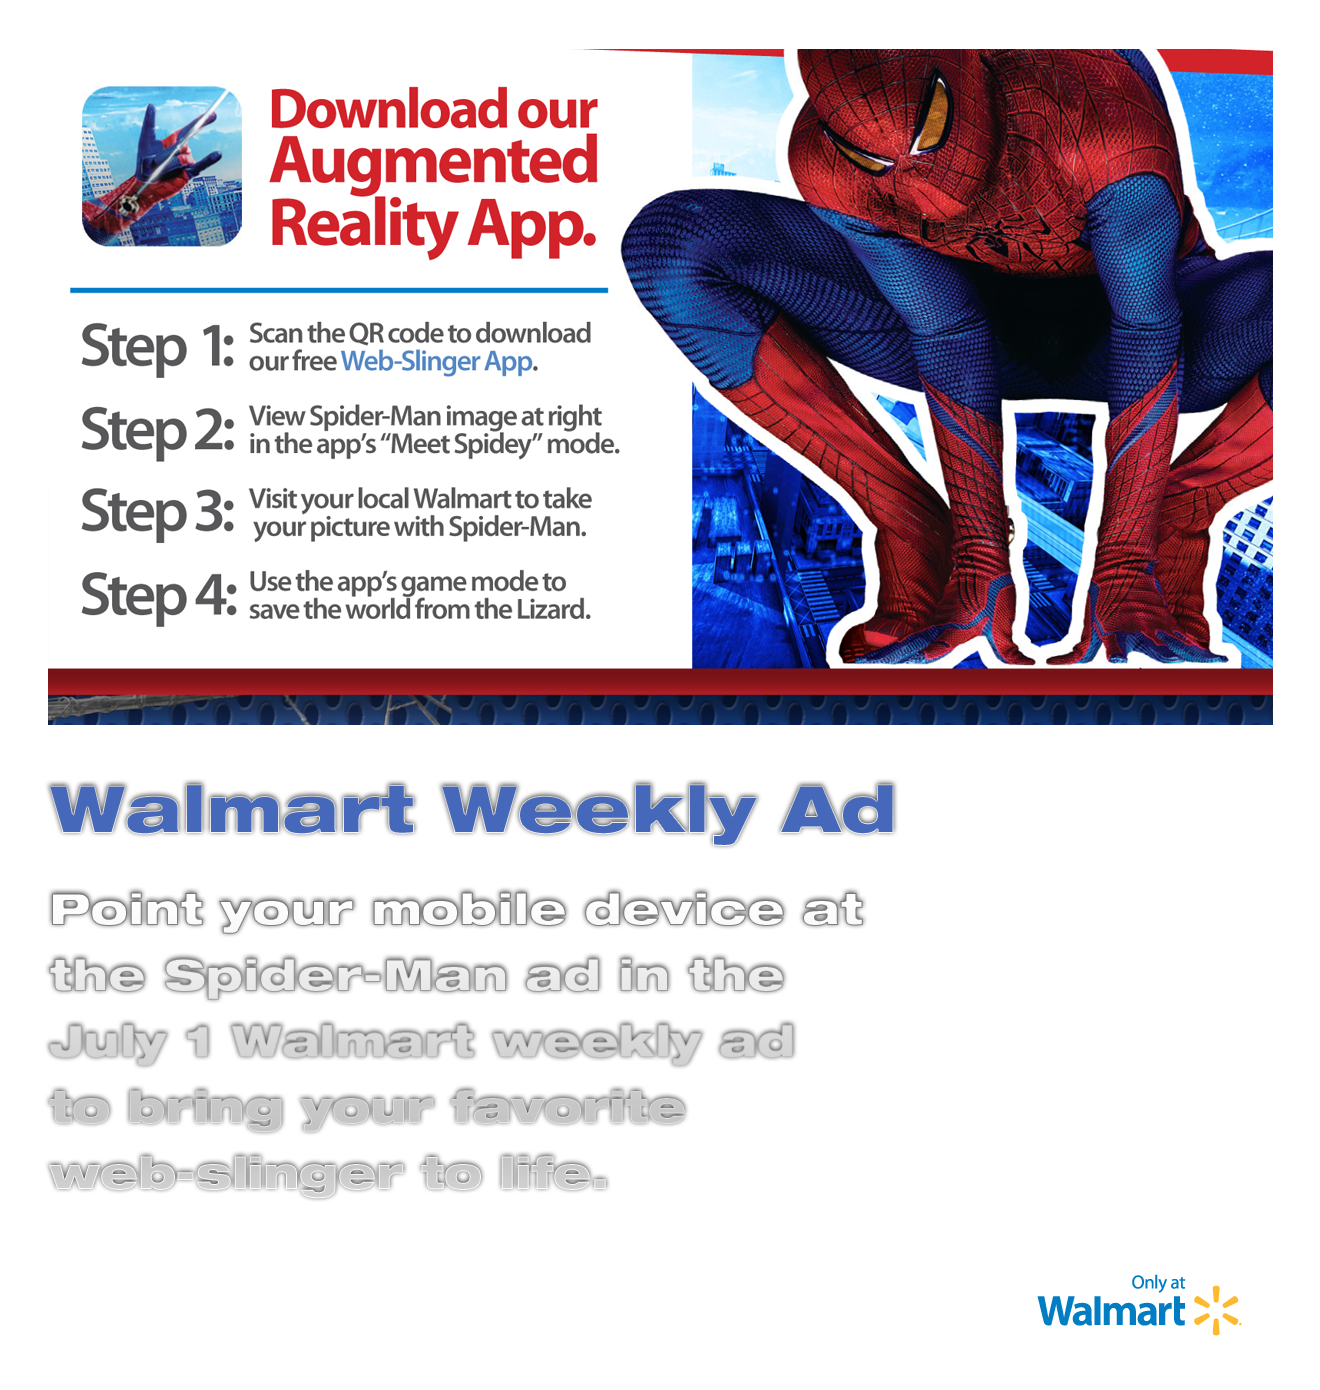 Download our
Augmented
Reality App.
Step 1: Scan the QR code to download
our free Web-Slinger App.
Step 2: View Spider-Man image at right
in the app's “Meet Spidey” mode.
Step 3: Visit your local Walmart to take
your picture with Spider-Man.
Step 4: Use the app's game mode to
save the world from the Lizard.
Walmart Weekly Ad
Point your mobile device at
the Spider-Man ad in the
July 1 Walmart weekly ad
to bring your favorite
web-slinger to life.
Only at
Walmart